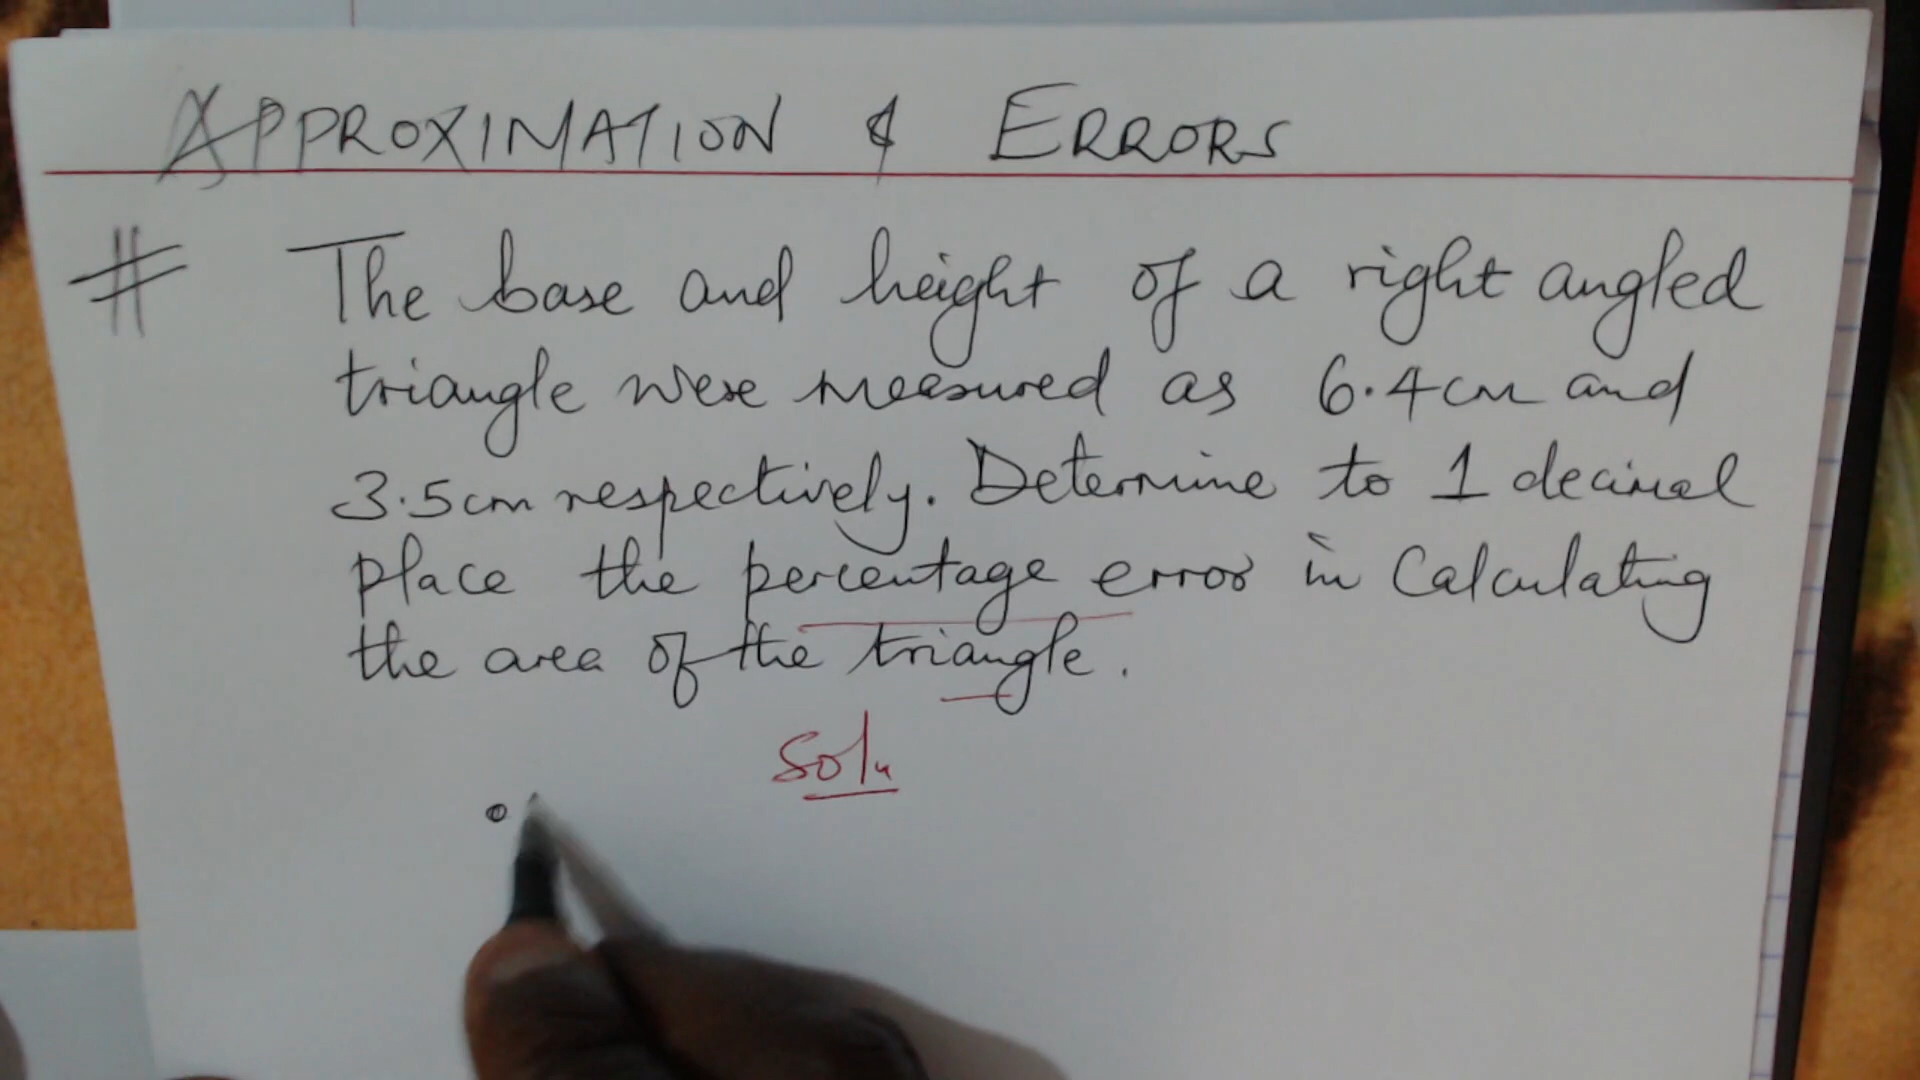 APPROXIMATION & ERRORS
# The base and height of a right angled
triangle were measured as 6.4cm and
3.5cm respectively. Determine to 1 decimal
place the percentage error in Calculating
the area of the triangle.
Soln